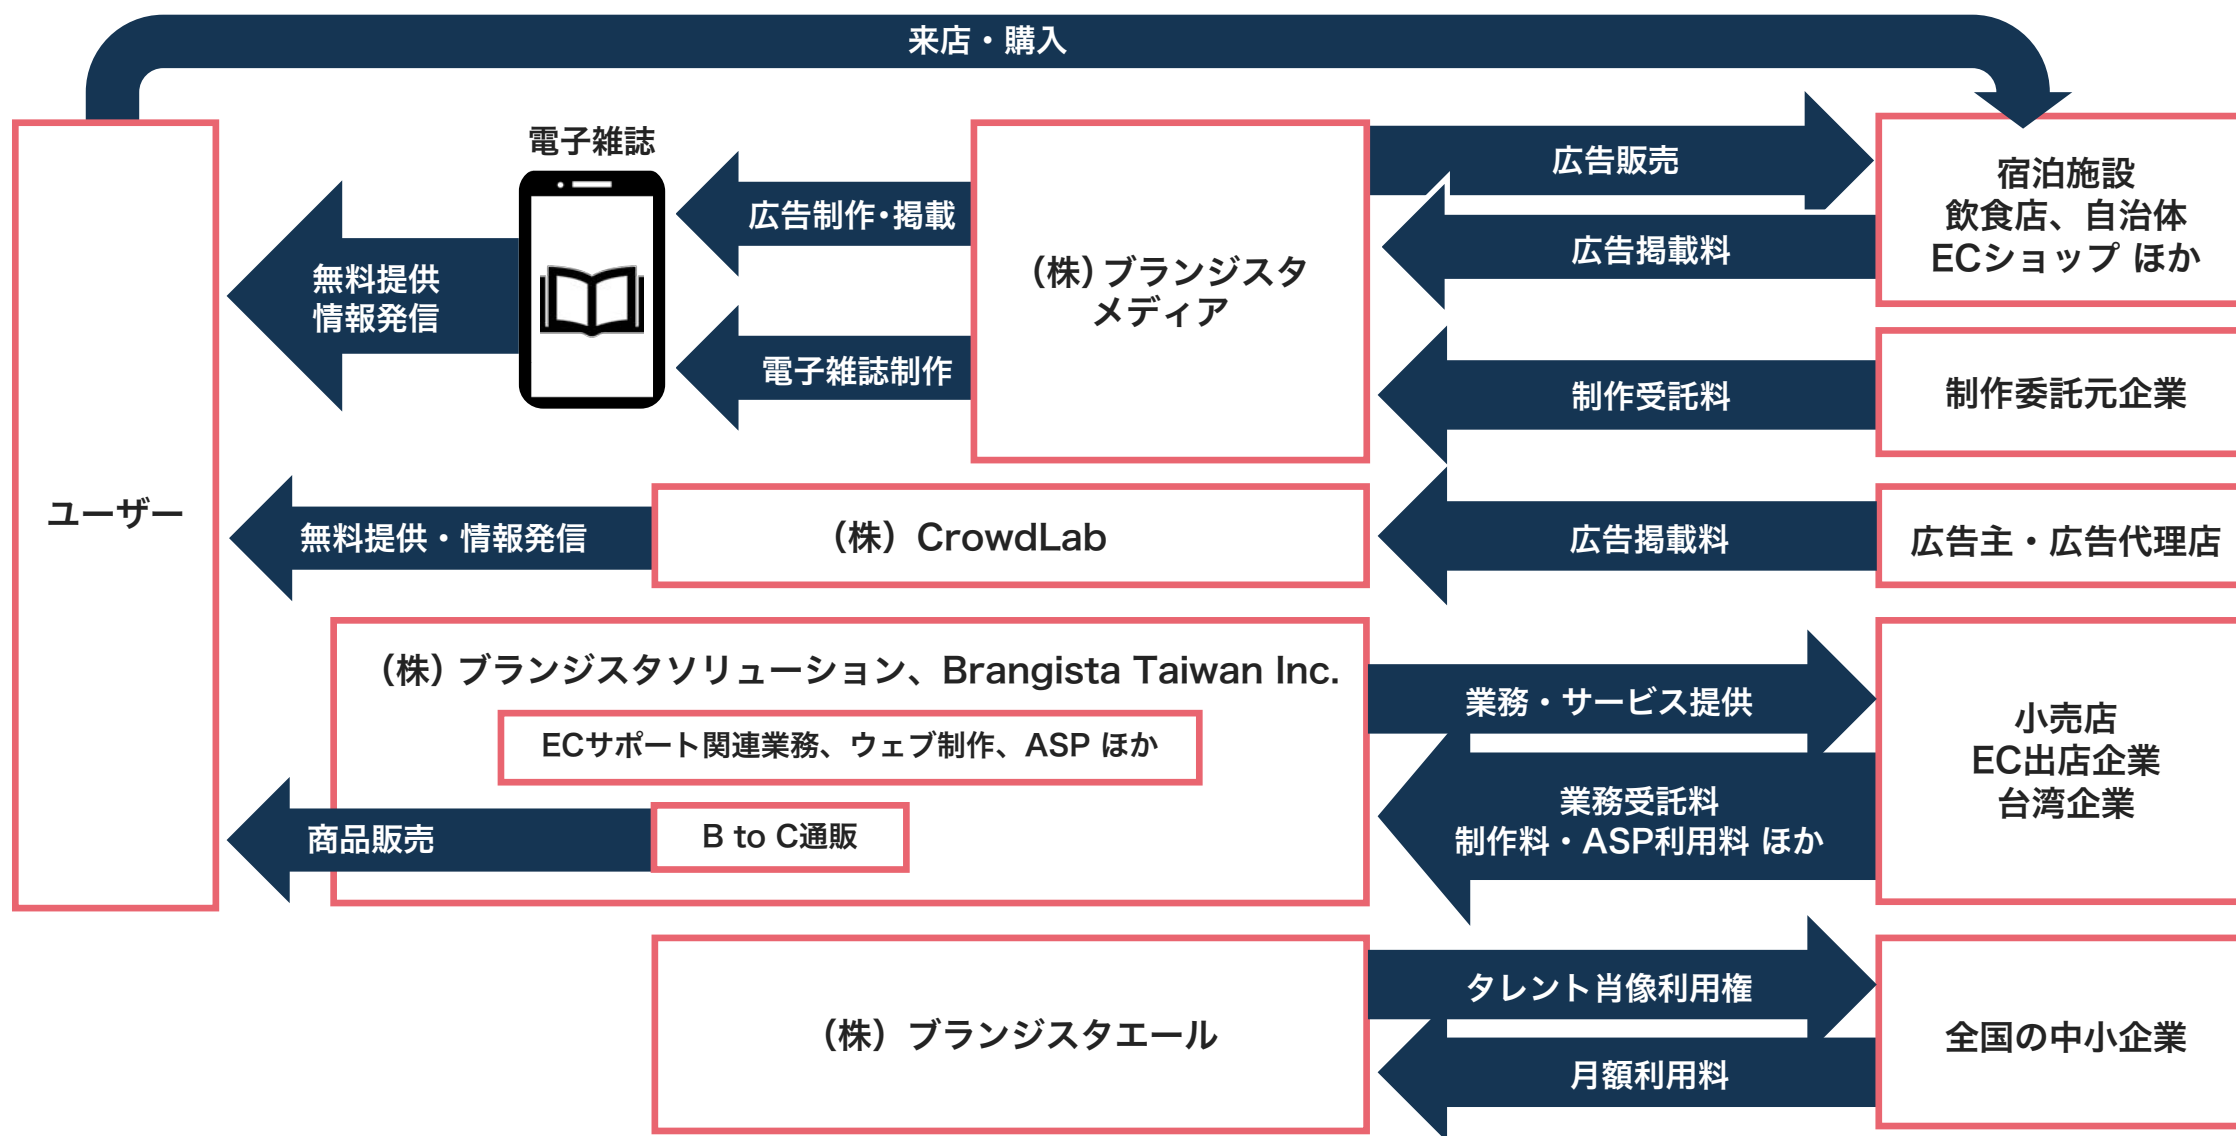 来店・購入
電子雑誌
広告制作・掲載
無料提供
情報発信
電子雑誌制作
(株)ブランジスタ
メディア
広告販売
広告掲載料
宿泊施設
飲食店、自治体
ECショップ ほか
制作受託料
制作委託元企業
ユーザー
無料提供・情報発信
(株) CrowdLab
広告掲載料
広告主・広告代理店
(株)ブランジスタソリューション、Brangista Taiwan Inc.
ECサポート関連業務、ウェブ制作、ASP ほか
商品販売
B to C通販
業務・サービス提供
業務受託料
制作料・ASP利用料 ほか
小売店
EC出店企業
台湾企業
(株) ブランジスタエール
タレント肖像利用権
月額利用料
全国の中小企業